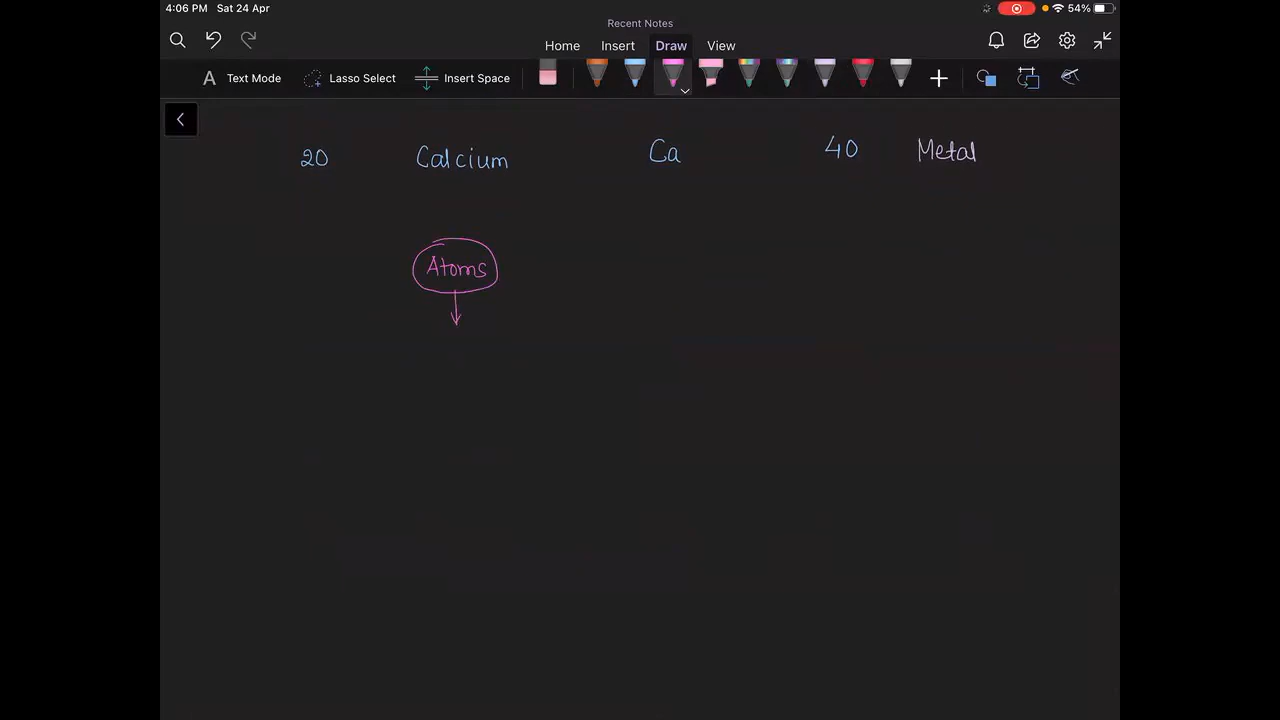 4:06 PM Sat 24 Apr 54%
Recent Notes
Home Insert Draw View
A Text Mode Lasso Select Insert Space
20 Calcium Ca 40 Metal
Atoms